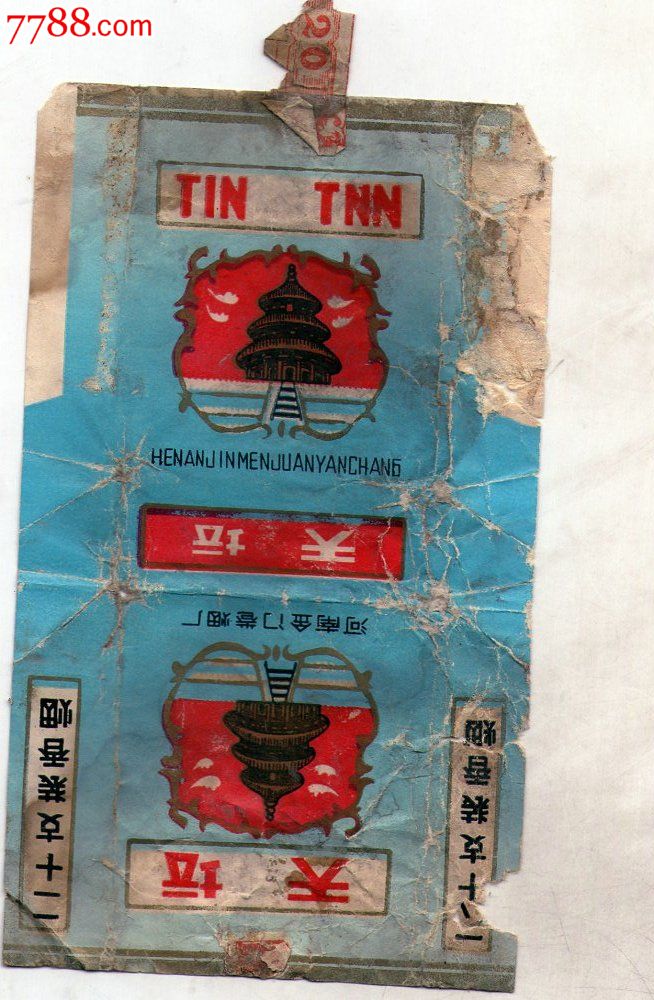 7788.com
20
TIN TNN
HENANJINMENJUANYANCHANG
天坛
河南金门卷烟厂
天坛
二十支装香烟
二十支装香烟